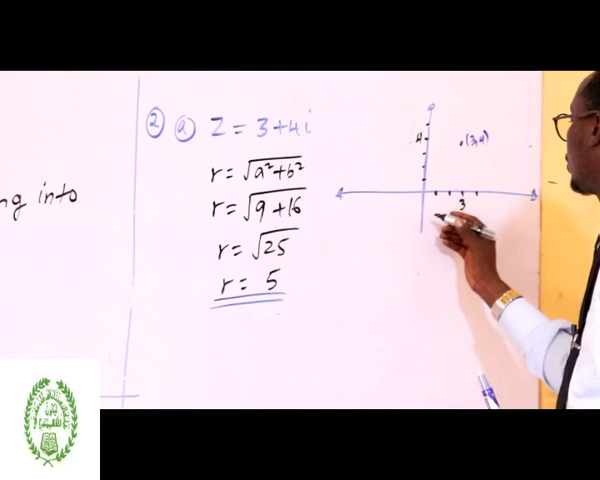 ng into
② ⓐ Z = 3+4i
r = √a²+b²
r = √9+16
r = √25
r = 5
4
(3,4)
3